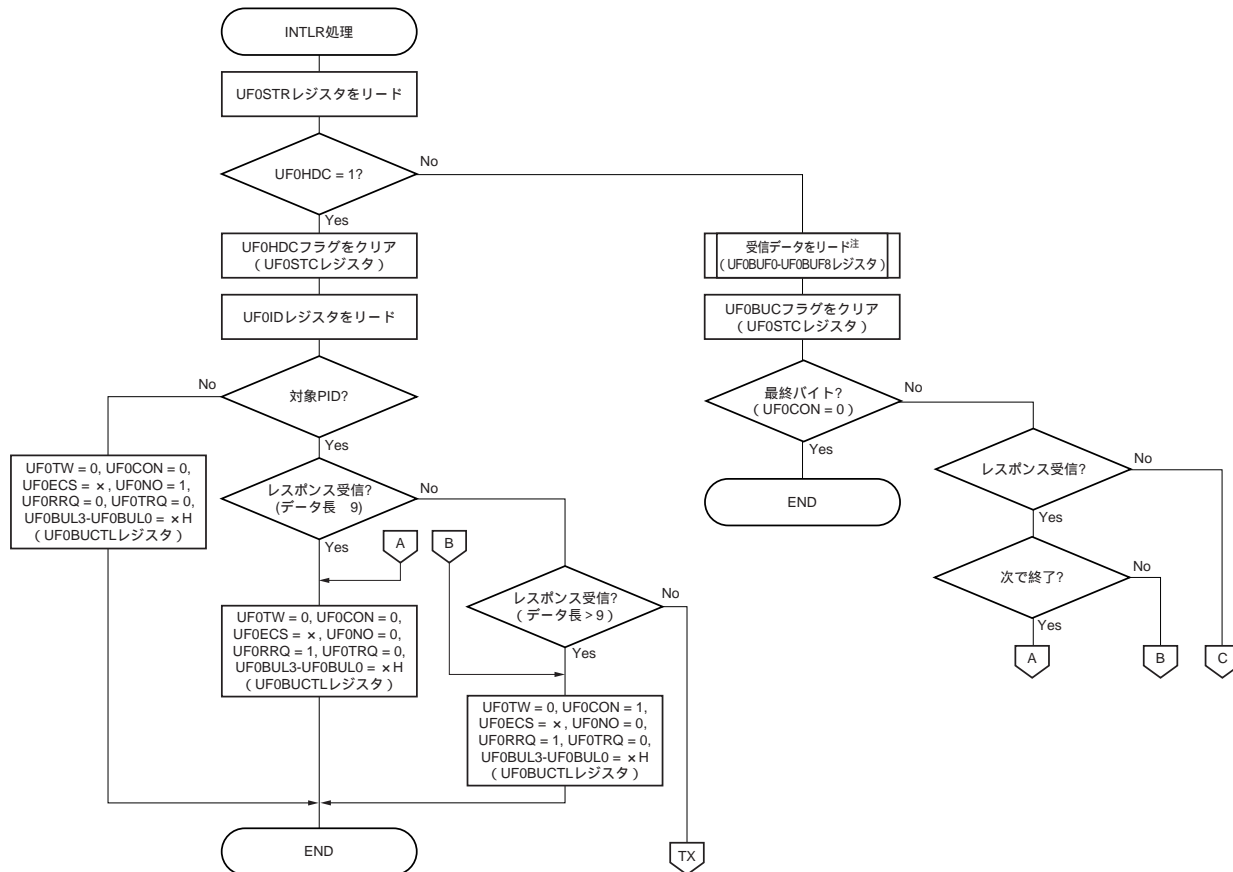 INTLR処理
UF0STRレジスタをリード
UF0HDC = 1?
No
Yes
UF0HDCフラグをクリア
( UF0STCレジスタ )
UF0IDレジスタをリード
対象PID?
No
Yes
UF0TW = 0, UF0CON = 0,
UF0ECS = ×, UF0NO = 1,
UF0RRQ = 0, UF0TRQ = 0,
UF0BUL3-UF0BUL0 = ×H
(UF0BUCTLレジスタ )
レスポンス受信?
(データ長 9)
No
Yes
A
B
UF0TW = 0, UF0CON = 0,
UF0ECS = ×, UF0NO = 0,
UF0RRQ = 1, UF0TRQ = 0,
UF0BUL3-UF0BUL0 = ×H
( UF0BUCTLレジスタ )
レスポンス受信?
( データ長 > 9 )
No
Yes
UF0TW = 0, UF0CON = 1,
UF0ECS = ×, UF0NO = 0,
UF0RRQ = 1, UF0TRQ = 0,
UF0BUL3-UF0BUL0 = ×H
( UF0BUCTLレジスタ )
END
TX
受信データをリード注
( UF0BUF0-UF0BUF8レジスタ )
UF0BUCフラグをクリア
( UF0STCレジスタ )
最終バイト?
( UF0CON = 0 )
No
Yes
END
レスポンス受信?
No
Yes
次で終了?
No
Yes
A
B
C